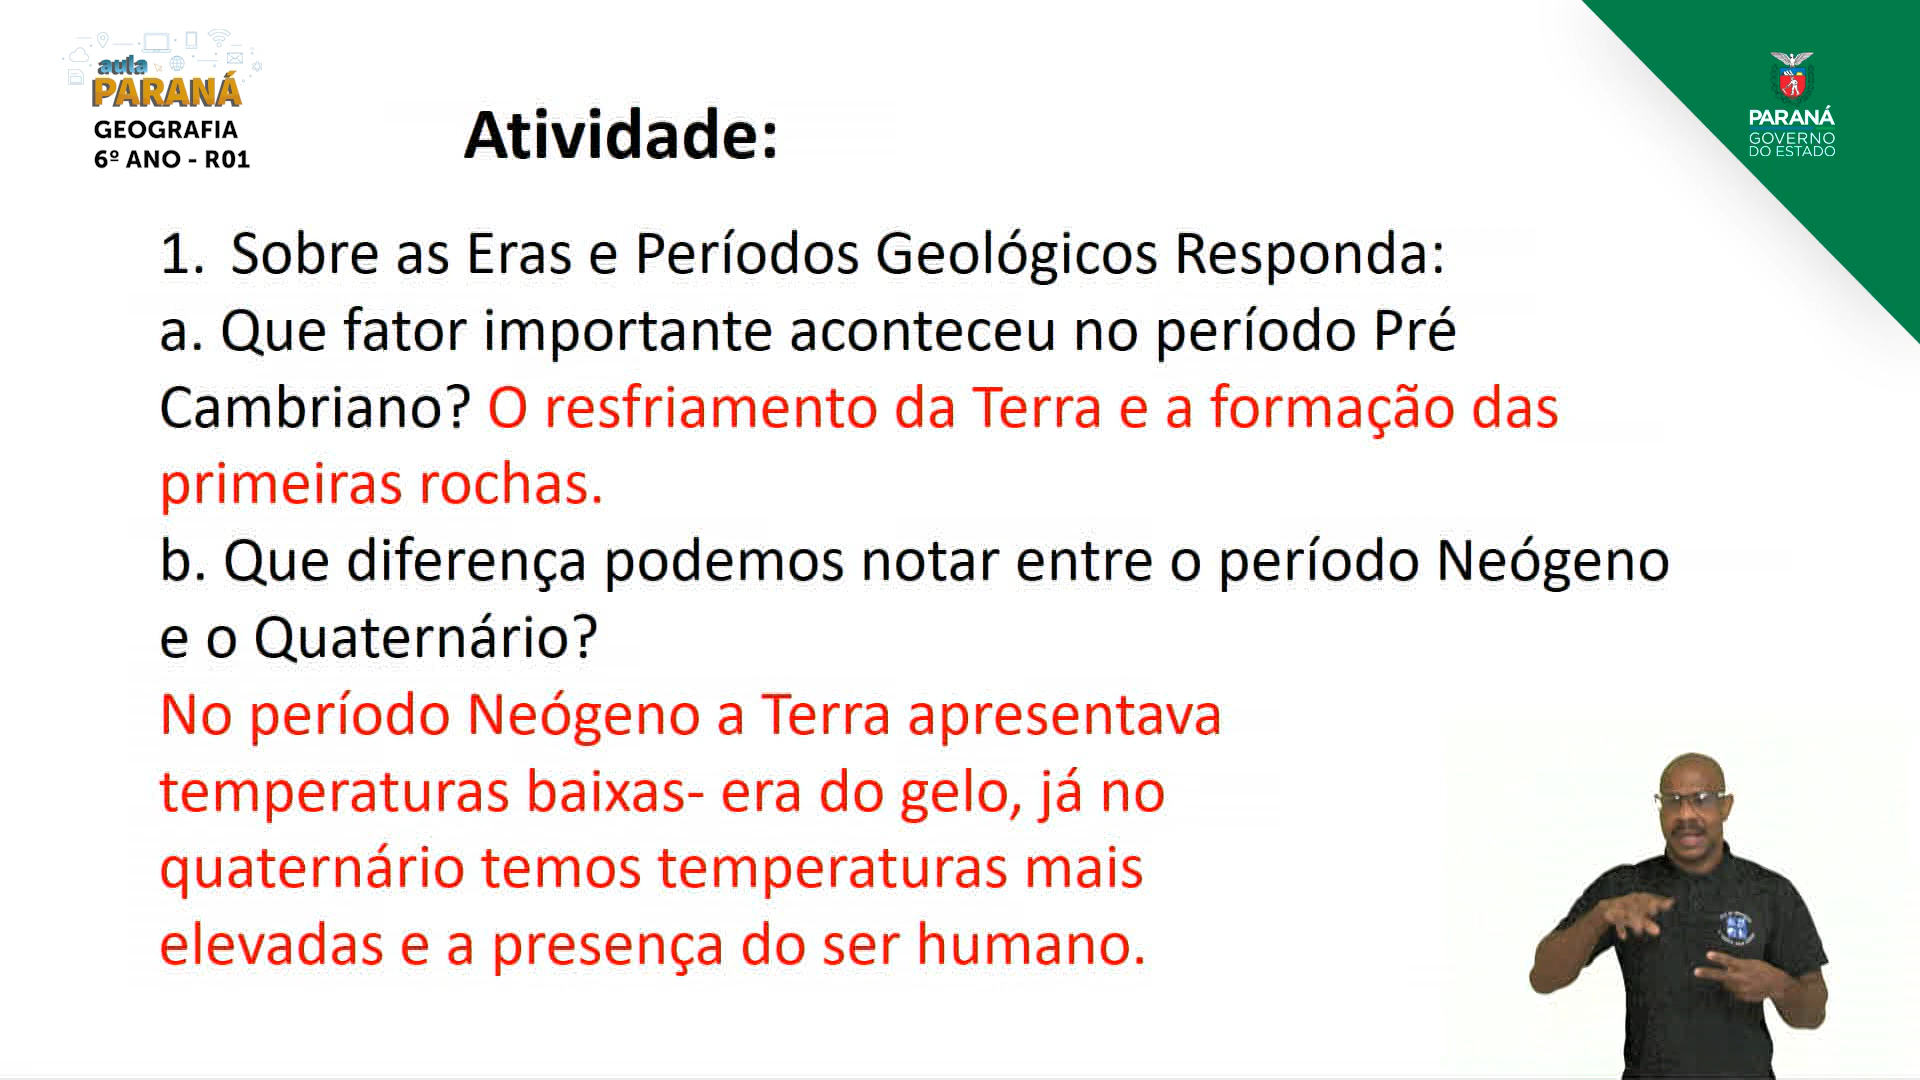 aula
PARANÁ
GEOGRAFIA
6º ANO - R01
Atividade:
PARANÁ
GOVERNO
DO ESTADO
1. Sobre as Eras e Períodos Geológicos Responda:
a. Que fator importante aconteceu no período Pré
Cambriano? O resfriamento da Terra e a formação das
primeiras rochas.
b. Que diferença podemos notar entre o período Neógeno
e o Quaternário?
No período Neógeno a Terra apresentava
temperaturas baixas- era do gelo, já no
quaternário temos temperaturas mais
elevadas e a presença do ser humano.